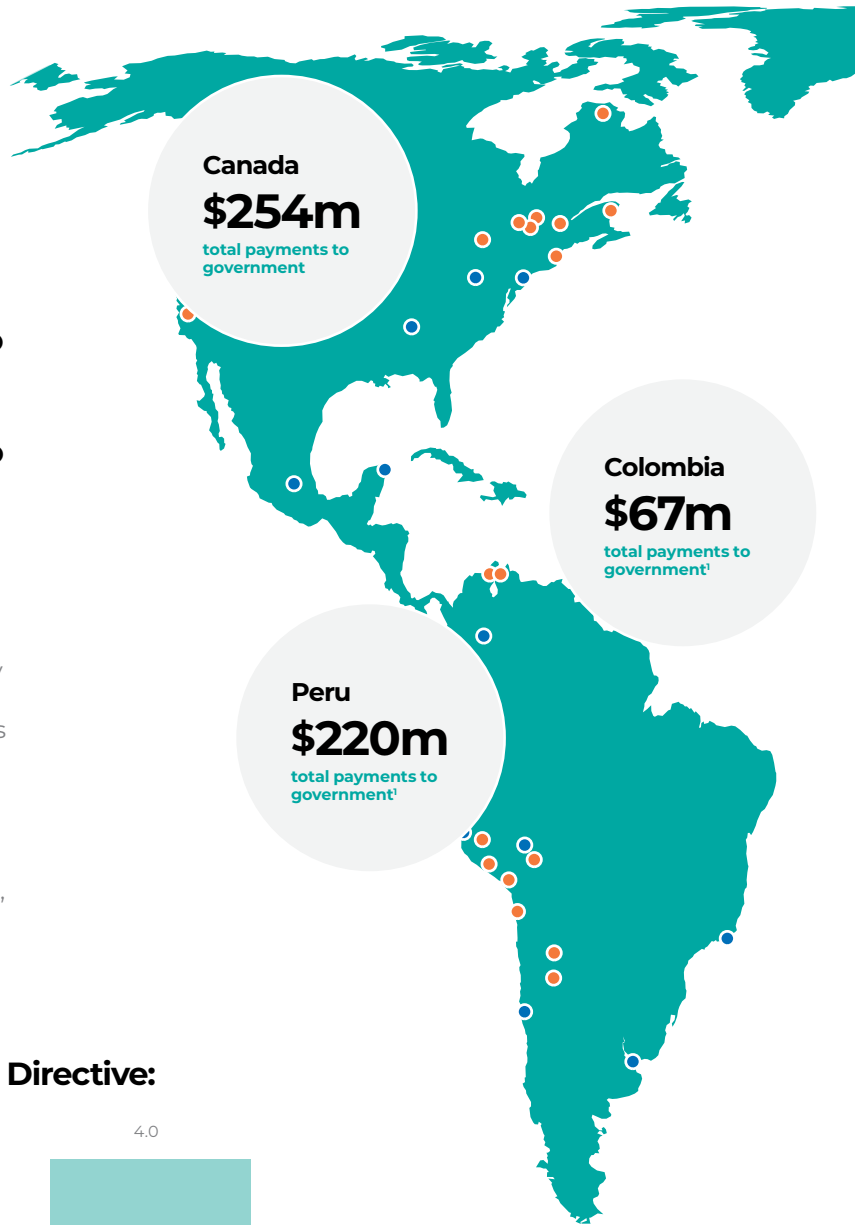 Canada
$254m
total payments to
government
Colombia
$67m
total payments to
government¹
Peru
$220m
total payments to
government¹
Directive:
4.0